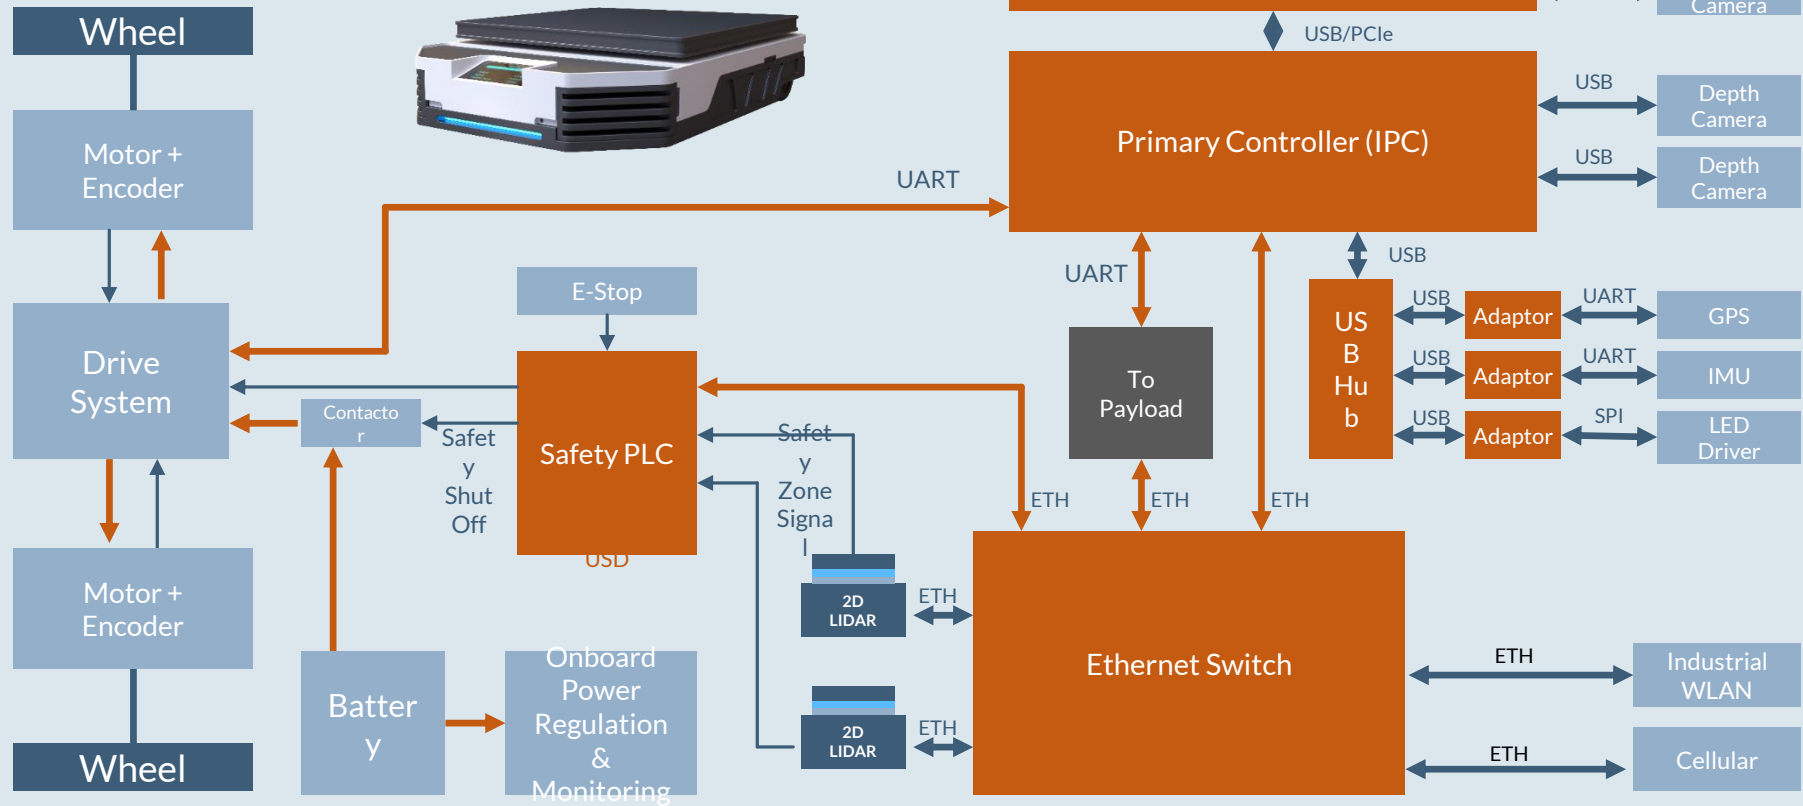 Wheel
Camera
USB/PCIe
Motor +
Encoder
Primary Controller (IPC)
USB
Depth
Camera
USB
Depth
Camera
UART
UART
USB
E-Stop
Drive
System
Contacto
r
Safet
y
Shut
Off
Safety PLC
USD
Safet
y
Zone
Signa
l
To
Payload
US
B
Hu
b
USB
Adaptor
UART
GPS
USB
Adaptor
UART
IMU
USB
Adaptor
SPI
LED
Driver
ETH
ETH
ETH
Motor +
Encoder
2D
LIDAR
ETH
Ethernet Switch
ETH
Industrial
WLAN
Batter
y
Onboard
Power
Regulation
&
Monitoring
2D
LIDAR
ETH
ETH
Cellular
Wheel